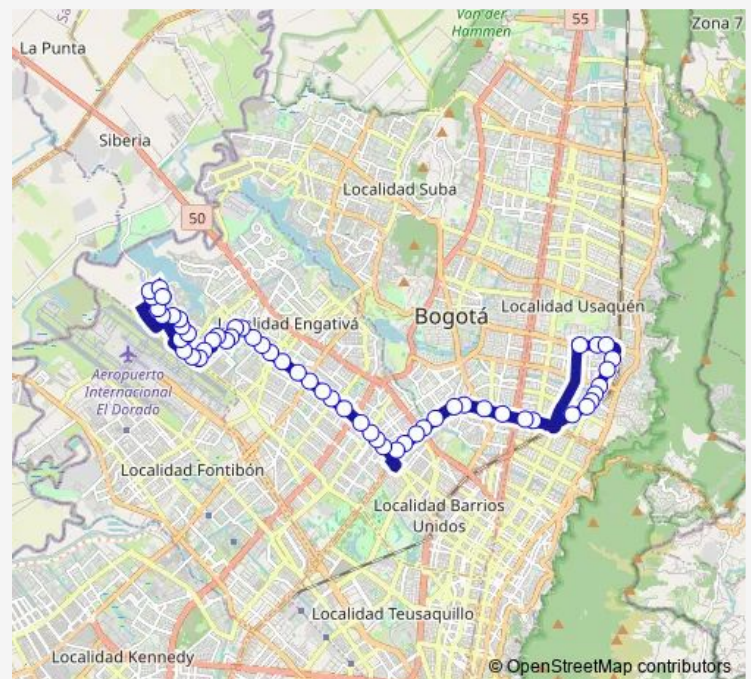 Van der
Hammen
55
Zona 7
La Punta
Siberia
Localidad Suba
50
Localidad Usaquén
Bogotá
Localidad Engativá
Aeropuerto
Internacional
El Dorado
Localidad Fontibón
Localidad Barrios
Unidos
Localidad Teusaquillo
Localidad Kennedy
© OpenStreetMap contributors